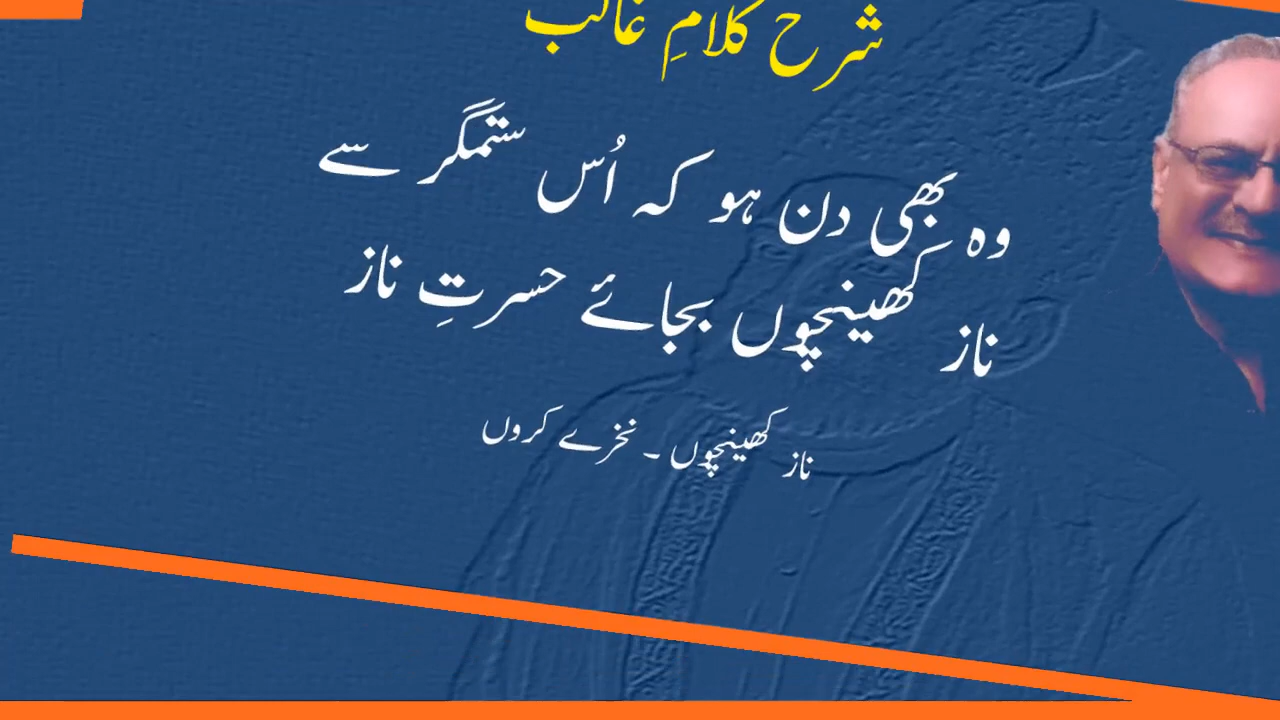 شرح کلامِ غالب
وہ بھی دن ہو کہ اُس ستمگر سے
ناز کھینچوں بجائے حسرتِ ناز
ناز کھینچوں ۔ نخرے کروں